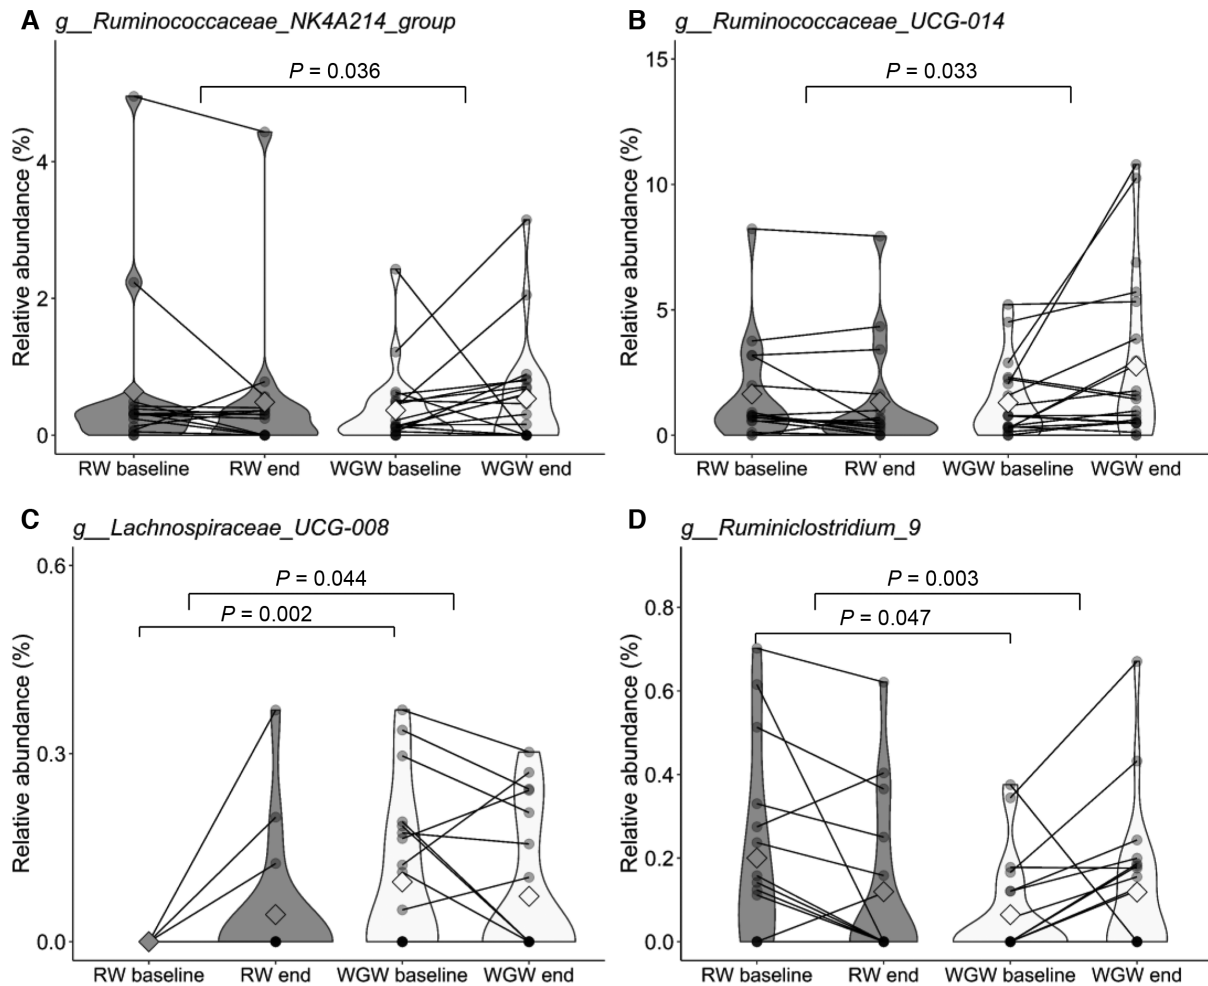 A g__Ruminococcaceae_NK4A214_group
P = 0.036
Relative abundance (%)
4
2
0
RW baseline RW end WGW baseline WGW end
B g__Ruminococcaceae_UCG-014
P = 0.033
Relative abundance (%)
15
10
5
0
RW baseline RW end WGW baseline WGW end
C g__Lachnospiraceae_UCG-008
P = 0.044
P = 0.002
Relative abundance (%)
0.6
0.3
0.0
RW baseline RW end WGW baseline WGW end
D g__Ruminiclostridium_9
P = 0.003
P = 0.047
Relative abundance (%)
0.8
0.6
0.4
0.2
0.0
RW baseline RW end WGW baseline WGW end